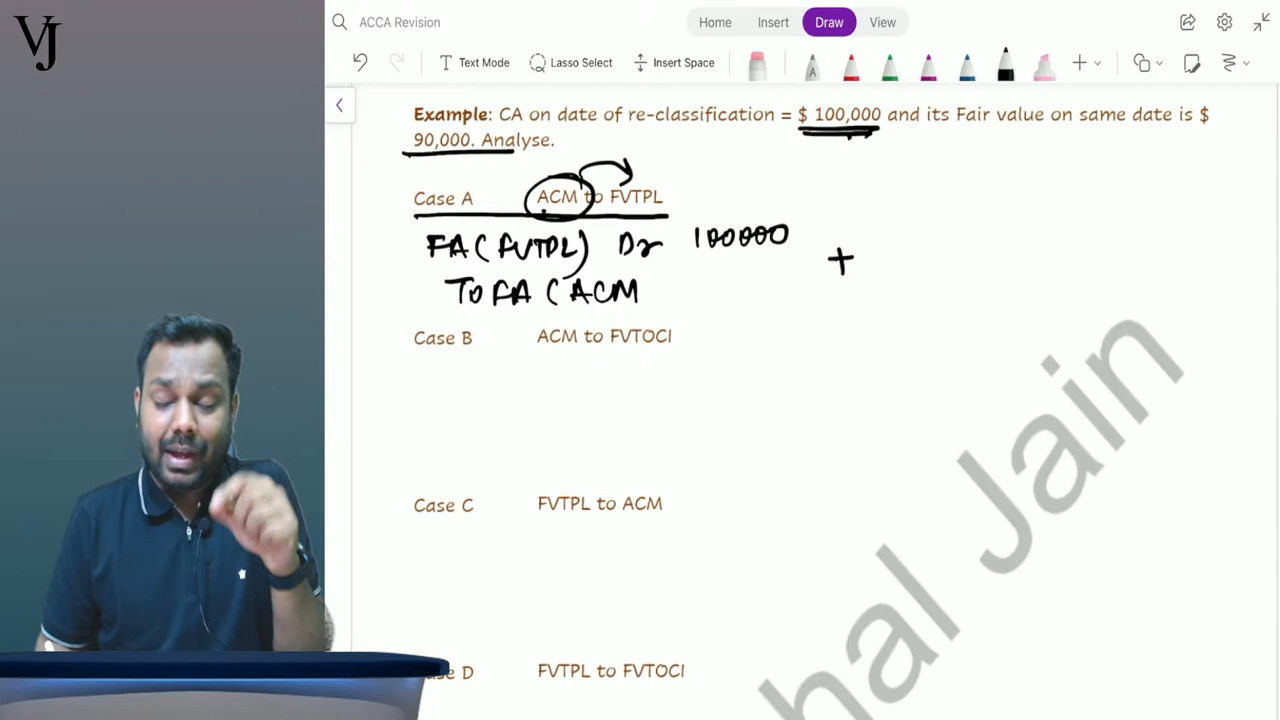 VJ
ACCA Revision
Home Insert Draw View
Text Mode Lasso Select Insert Space
Example: CA on date of re-classification = $ 100,000 and its Fair value on same date is $
90,000. Analyse.
Case A ACM to FVTPL
FA (FVTPL) Dr 100000 +
To FA (ACM
Case B ACM to FVTOCI
Case C FVTPL to ACM
se D FVTPL to FVTOCI
hal Jain